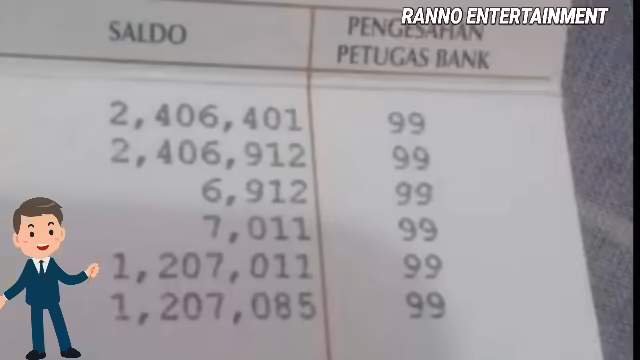 RANNO ENTERTAINMENT
SALDO PENGESAHAN
PETUGAS BANK
2,406,401 99
2,406,912 99
6,912 99
7,011 99
1,207,011 99
1,207,085 99